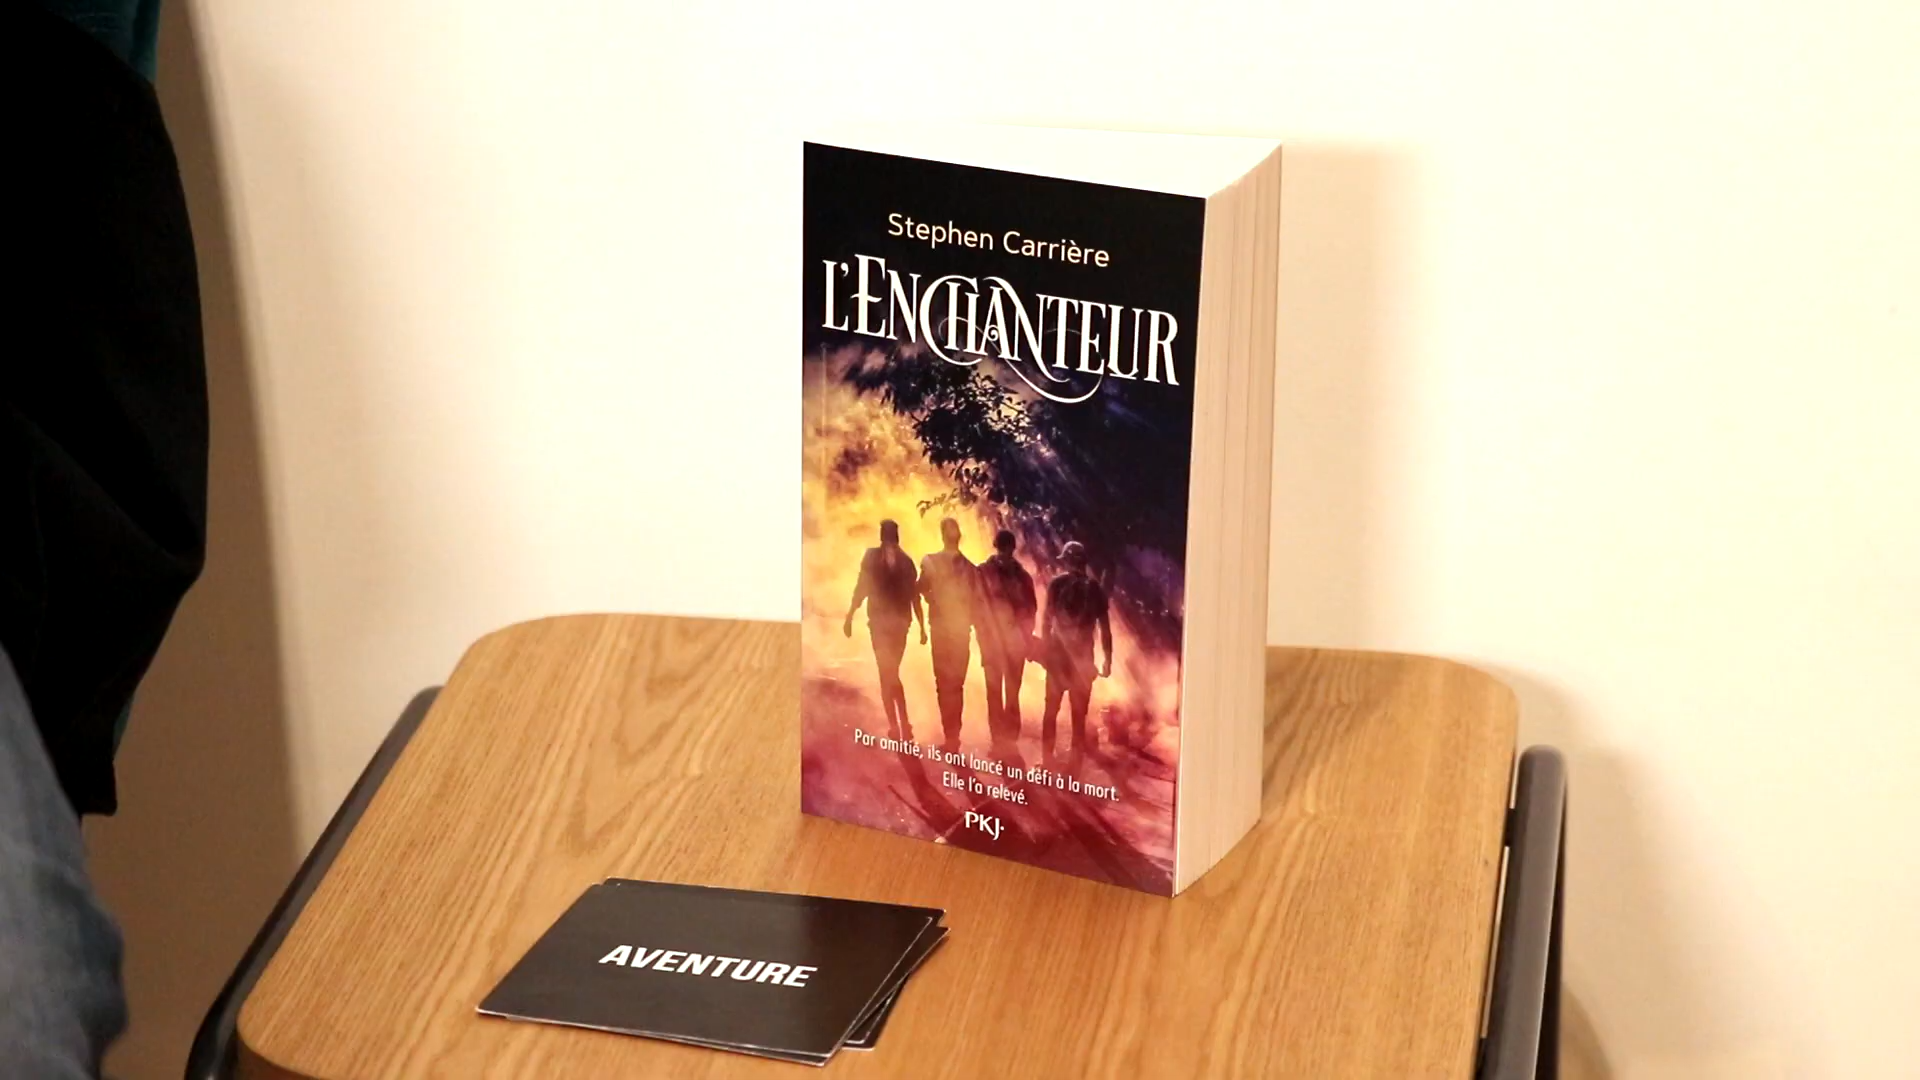 Stephen Carrière
L'ENCHANTEUR
Par amitié, ils ont lancé un défi à la mort.
Elle l'a relevé.
PKJ.
AVENTURE